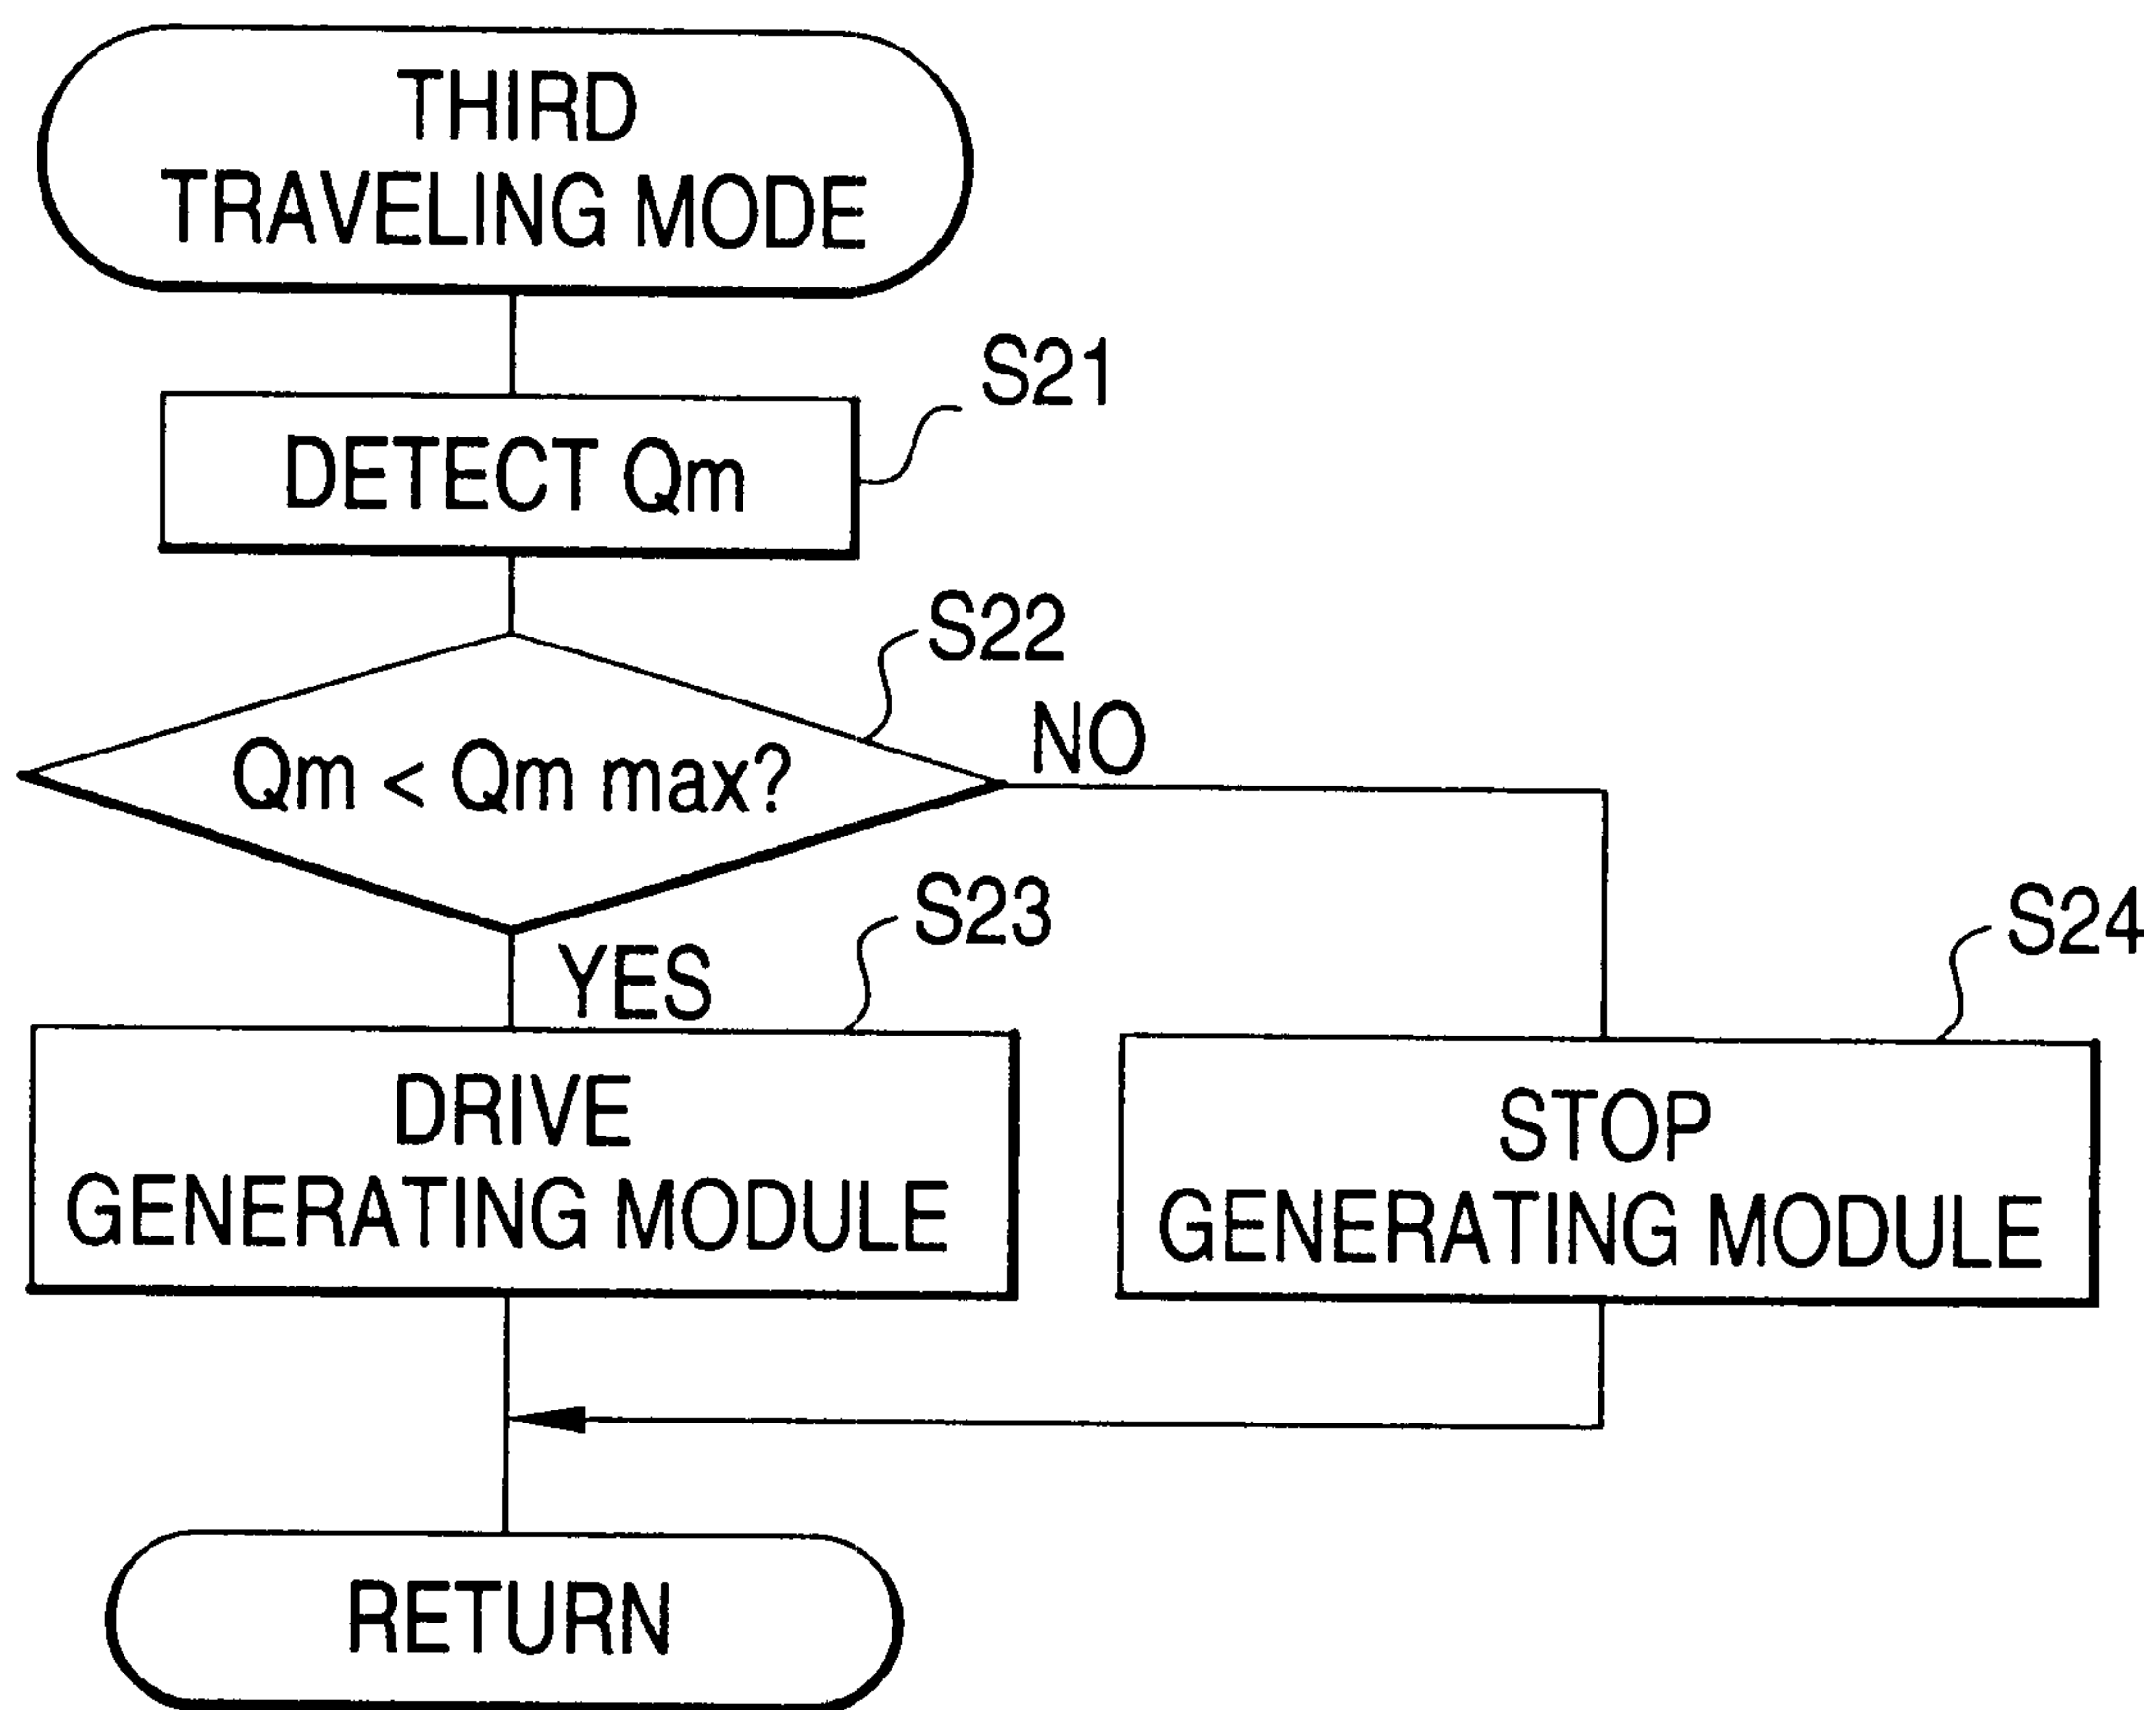 THIRD
TRAVELING MODE
S21
DETECT Qm
S22
Qm < Qm max?
NO
YES
S23
S24
DRIVE
GENERATING MODULE
STOP
GENERATING MODULE
RETURN